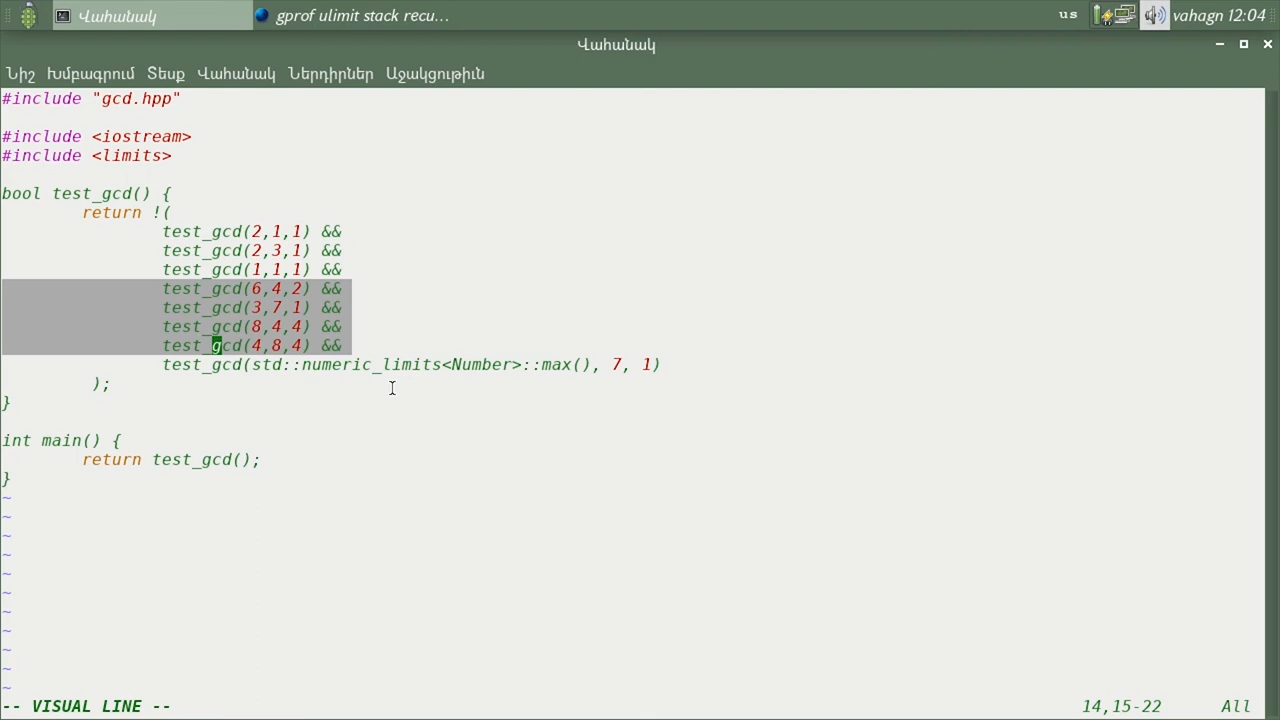 Վահանակ
gprof ulimit stack recu...
us
vahagn 12:04
Վահանակ
Նիշ Խմբագրում Տեսք Վահանակ Ներդիրներ Աջակցութիւն
#include "gcd.hpp"
#include <iostream>
#include <limits>
bool test_gcd() {
return !(
test_gcd(2,1,1) &&
test_gcd(2,3,1) &&
test_gcd(1,1,1) &&
test_gcd(6,4,2) &&
test_gcd(3,7,1) &&
test_gcd(8,4,4) &&
test_gcd(4,8,4) &&
test_gcd(std::numeric_limits<Number>::max(), 7, 1)
);
}
int main() {
return test_gcd();
}
~
~
~
~
~
~
~
~
~
~
~
-- VISUAL LINE -- 14,15-22 All